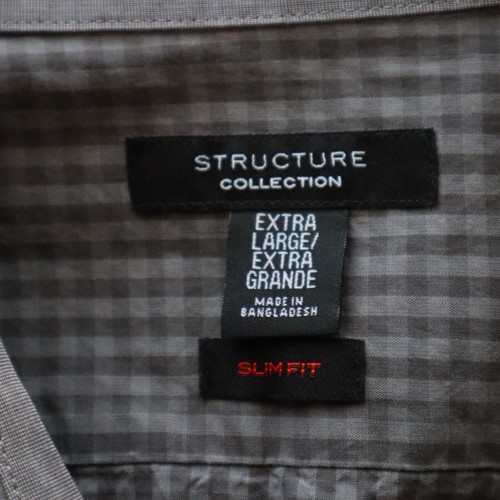 STRUCTURE
COLLECTION
EXTRA
LARGE/
EXTRA
GRANDE
MADE IN
BANGLADESH
SLIM FIT